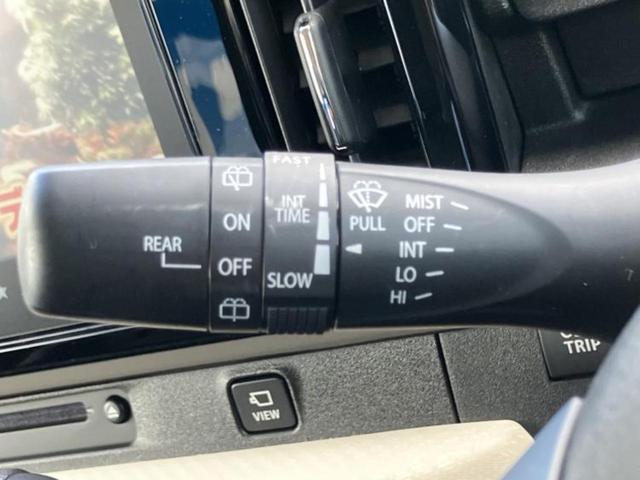 FAST
INT
TIME
SLOW
ON
REAR
OFF
PULL
MIST
OFF
INT
LO
HI
VIEW
TRIP